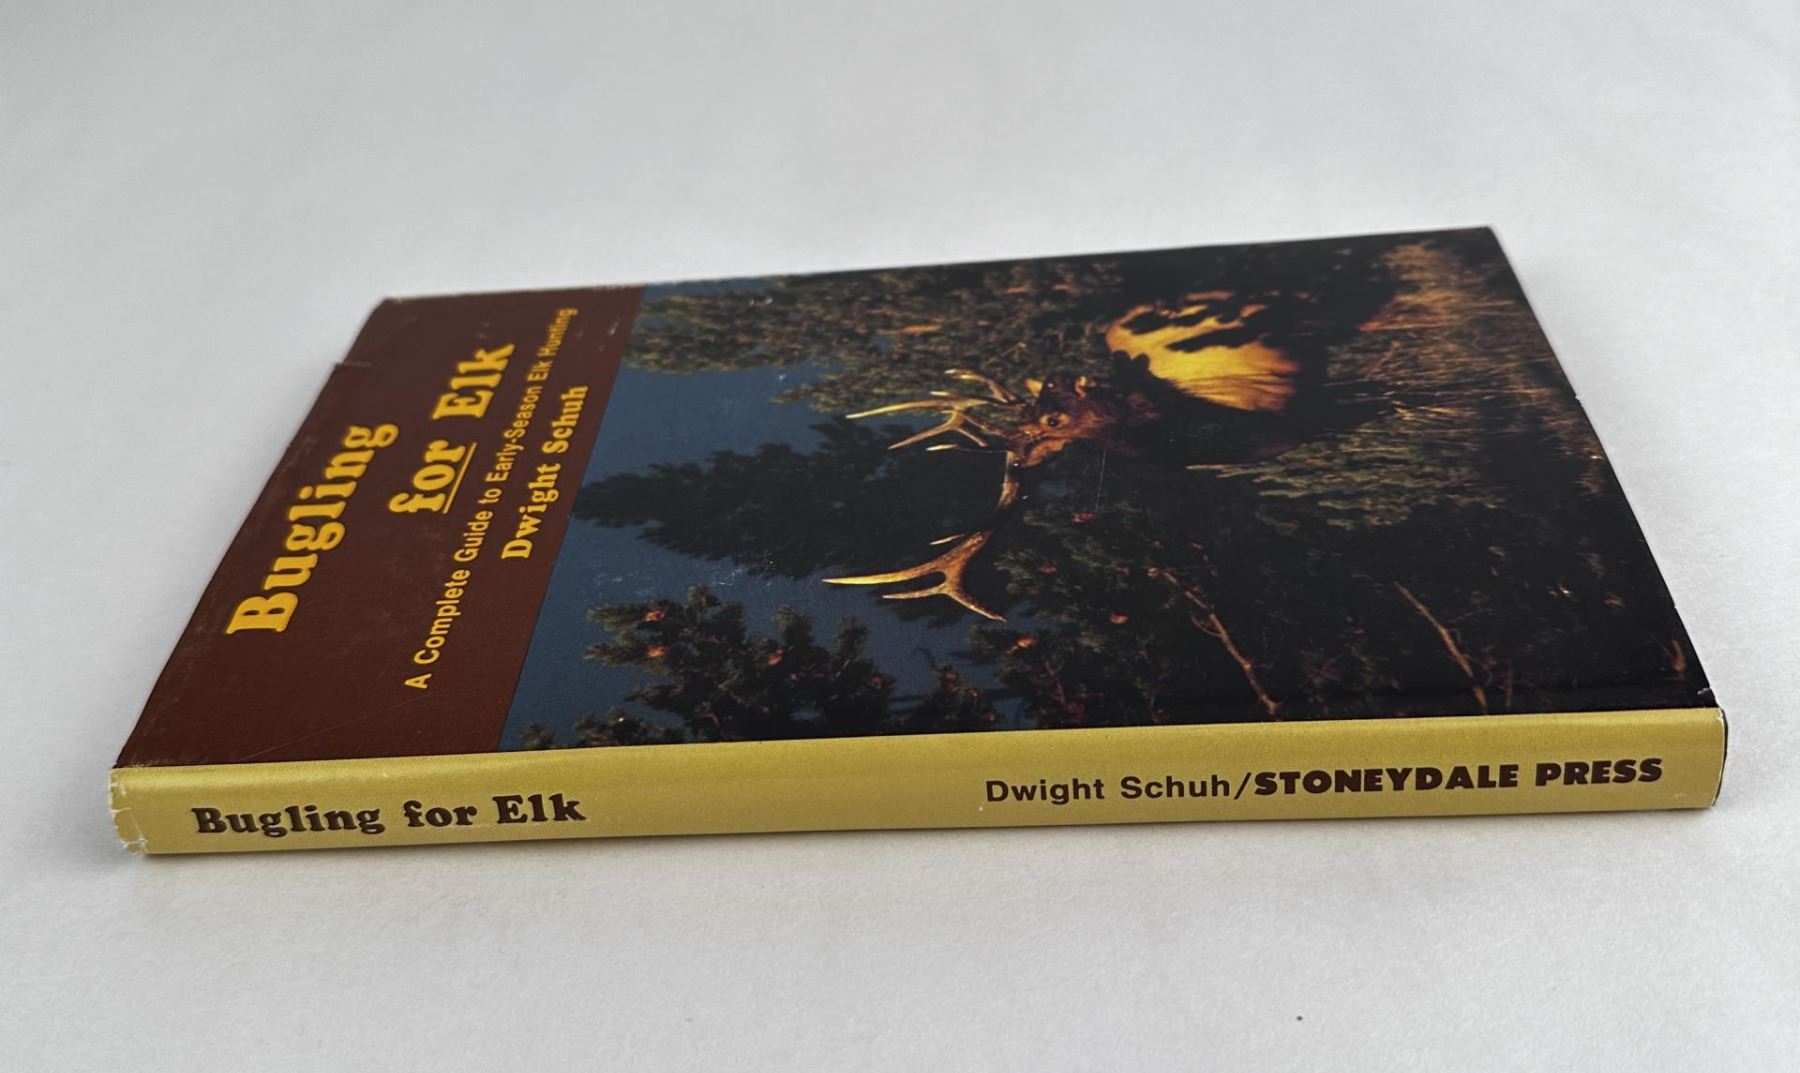 Bugling
for Elk
A Complete Guide to Early-Season Elk Hunting
Dwight Schuh
Bugling for Elk
Dwight Schuh/STONEYDALE PRESS